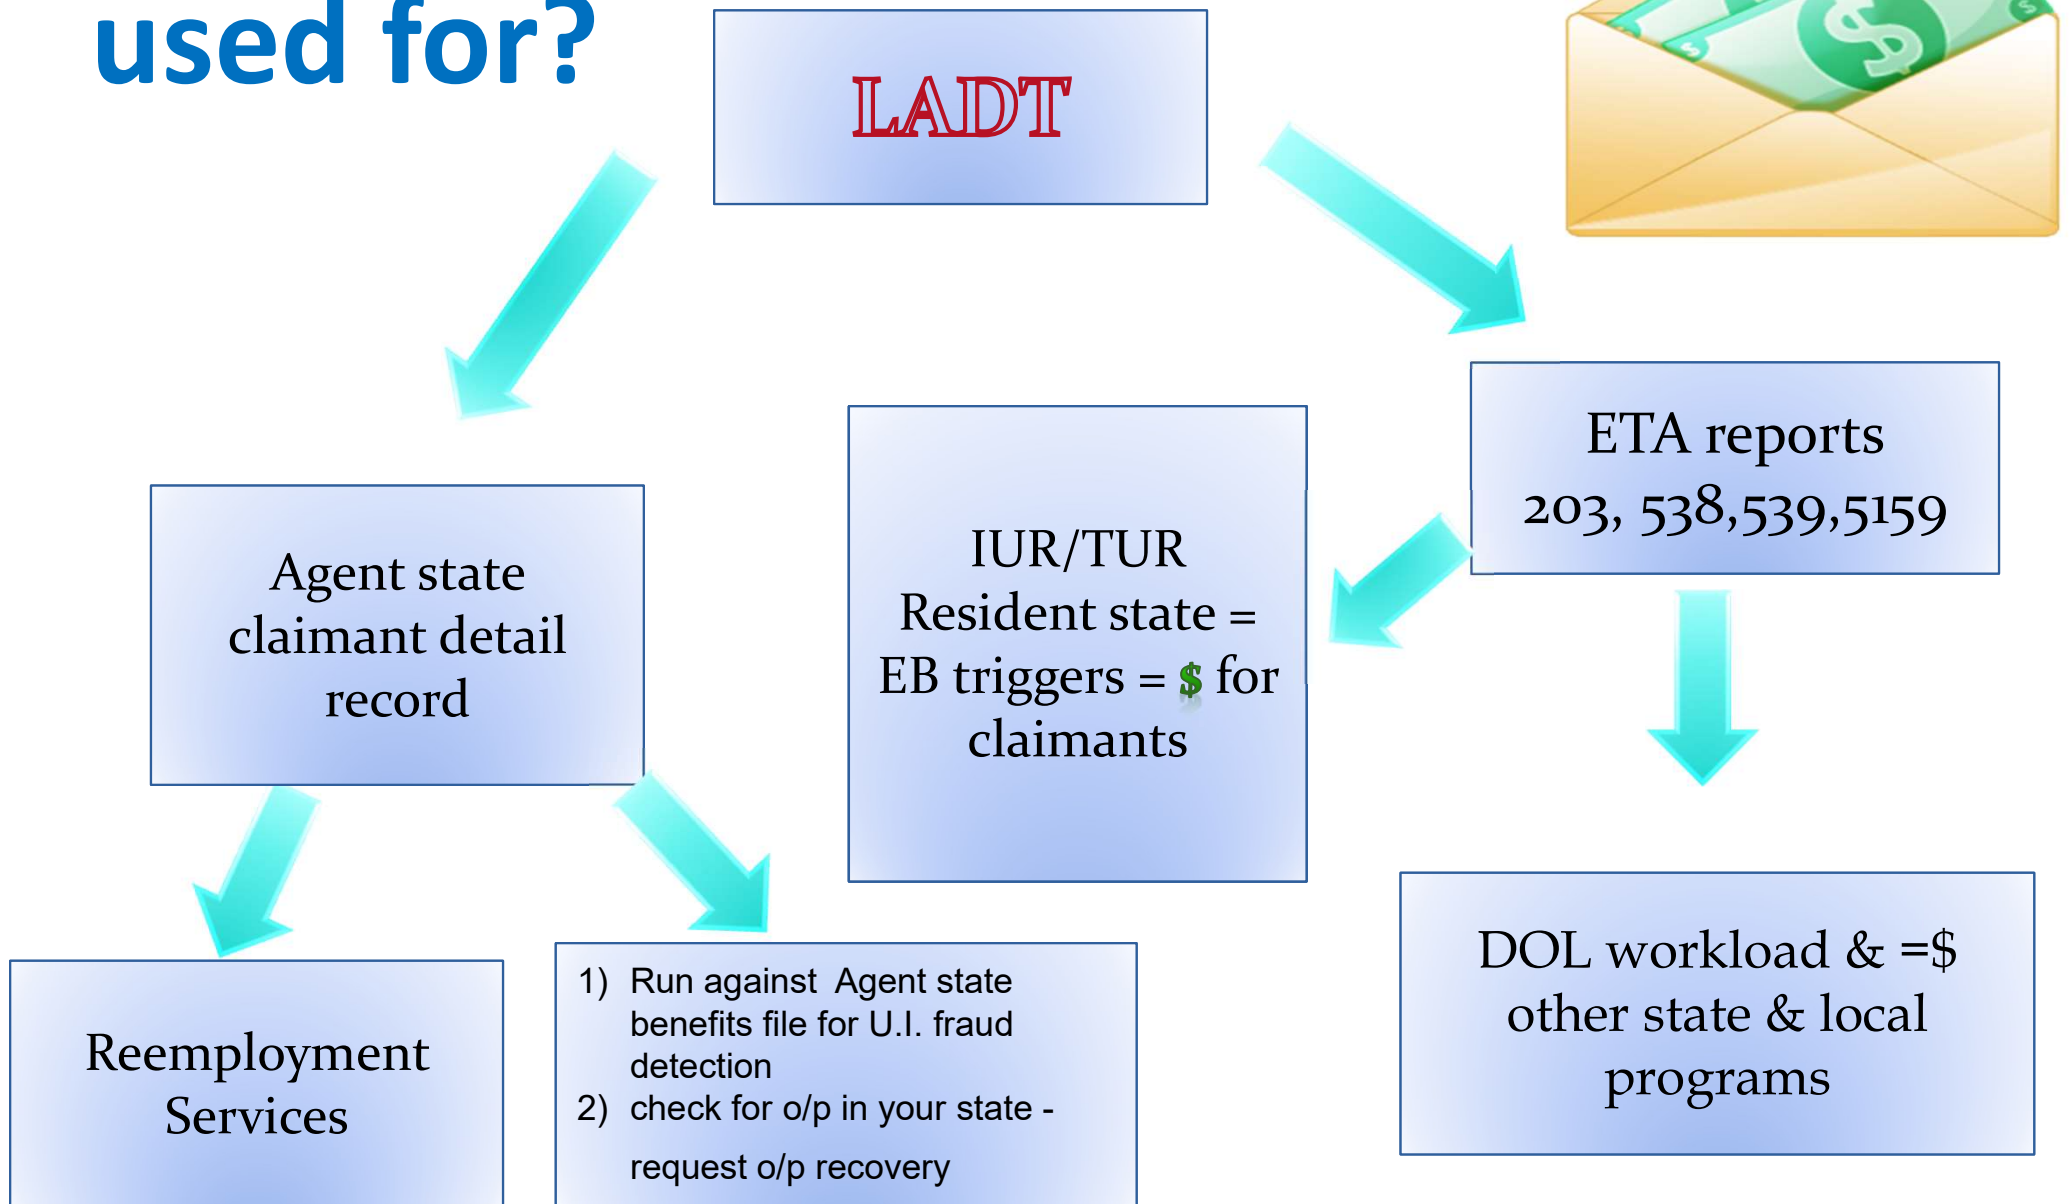 used for?
LADT
ETA reports
203, 538,539,5159
IUR/TUR
Resident state =
EB triggers = $ for
claimants
Agent state
claimant detail
record
DOL workload & =$
other state & local
programs
Reemployment
Services
1) Run against  Agent state
benefits file for U.I. fraud
detection
2) check for o/p in your state -
request o/p recovery